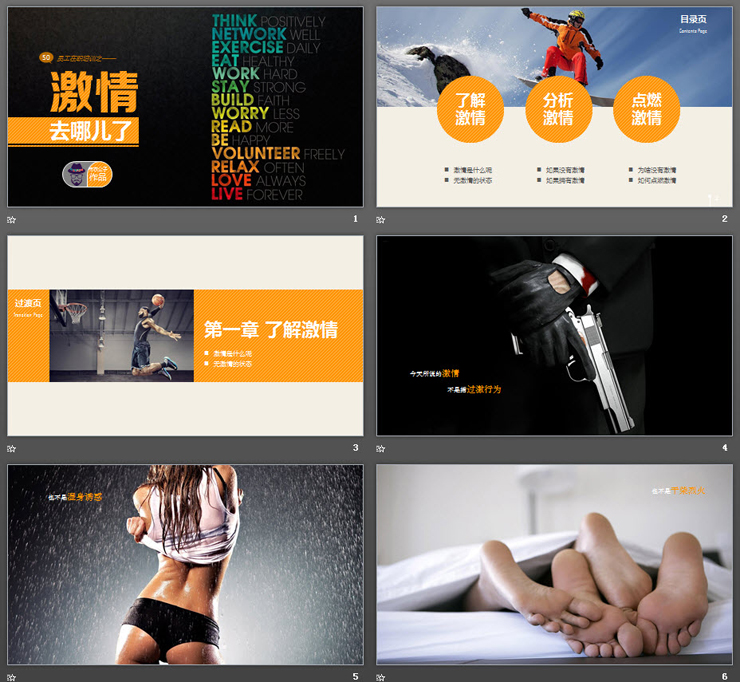 50 员工在职培训之——
激情
去哪儿了
作品
THINK POSITIVELY
NETWORK WELL
EXERCISE DAILY
EAT HEALTHY
WORK HARD
STAY STRONG
BUILD FAITH
WORRY LESS
READ MORE
BE HAPPY
VOLUNTEER FREELY
RELAX OFTEN
LOVE ALWAYS
LIVE FOREVER
1
目录页
Contents Page
了解
激情
分析
激情
点燃
激情
■ 激情是什么呢
■ 无激情的状态
■ 如果没有激情
■ 如果拥有激情
■ 为啥没有激情
■ 如何点燃激情
2
过渡页
Transition Page
第一章 了解激情
■ 激情是什么呢
■ 无激情的状态
3
今天所说的激情
不是指过激行为
4
也不是湿身诱惑
5
也不是
6